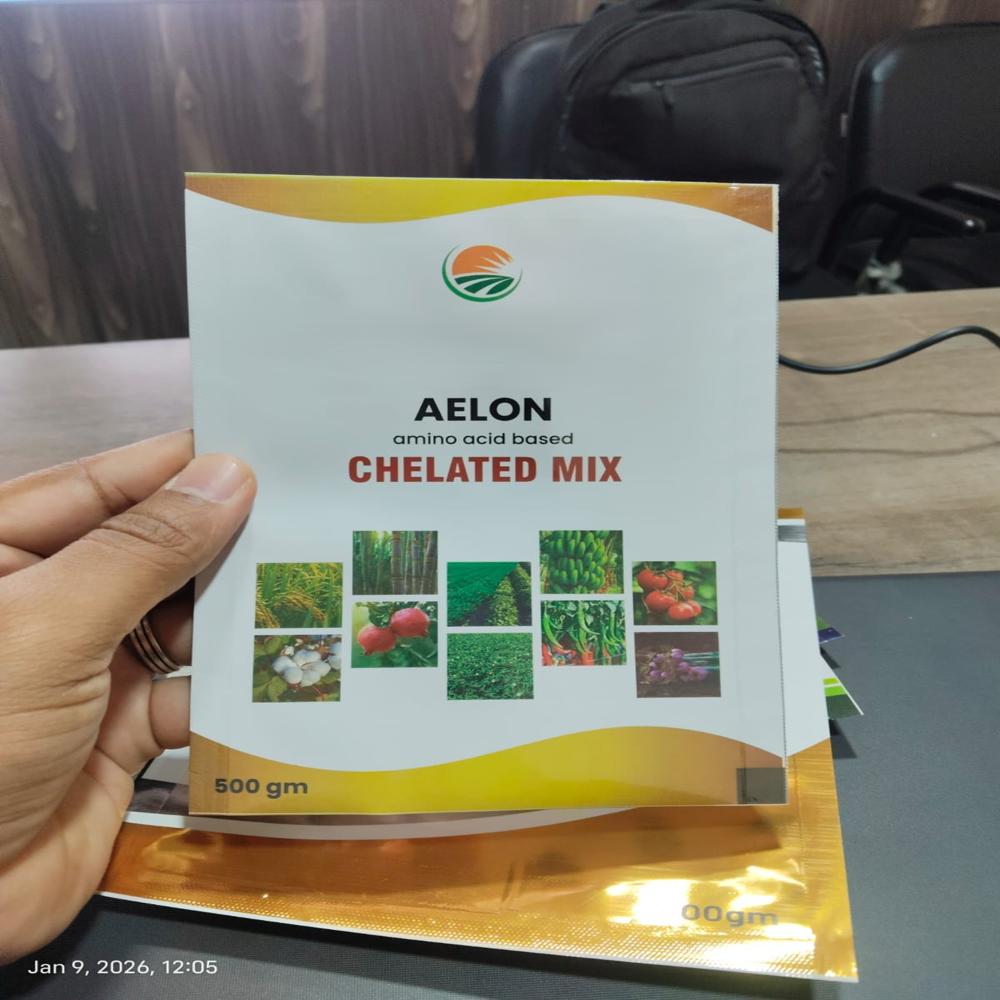 AELON
amino acid based
CHELATED MIX
500 gm
00gm
Jan 9, 2026, 12:05